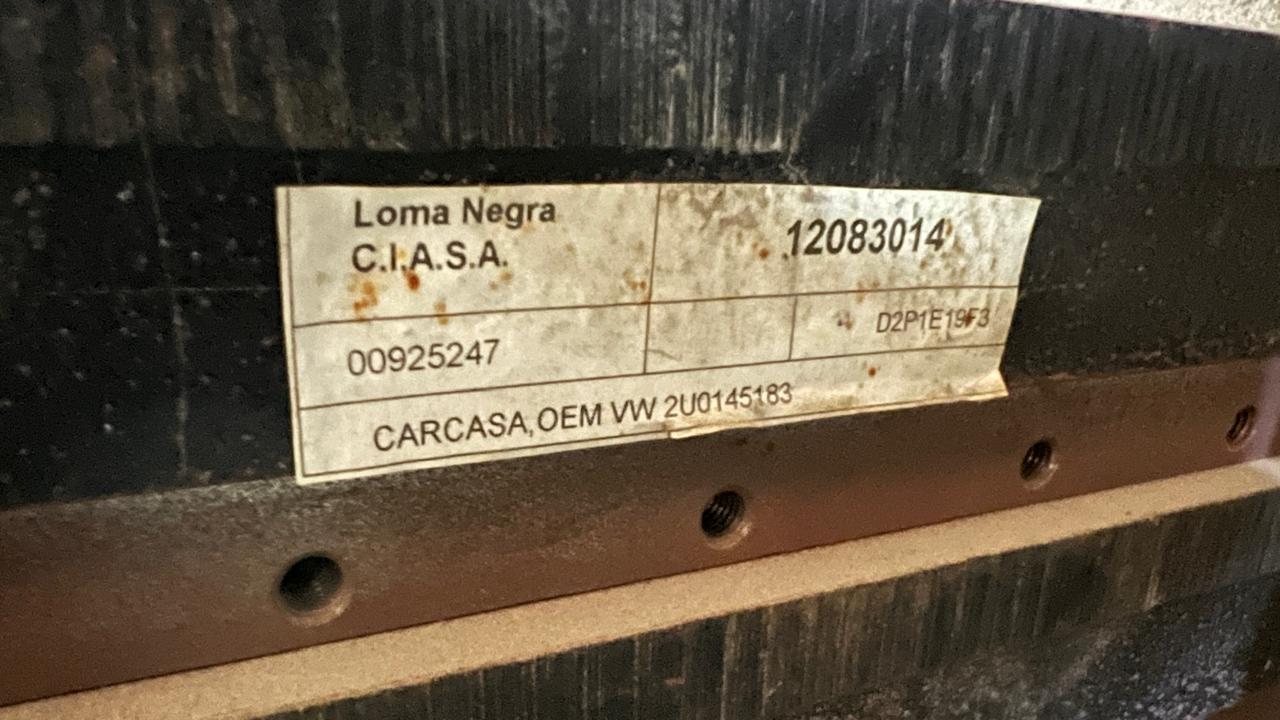 Loma Negra
C.I.A.S.A.
12083014
00925247
D2P1E19F3
CARCASA,OEM VW 2U0145183